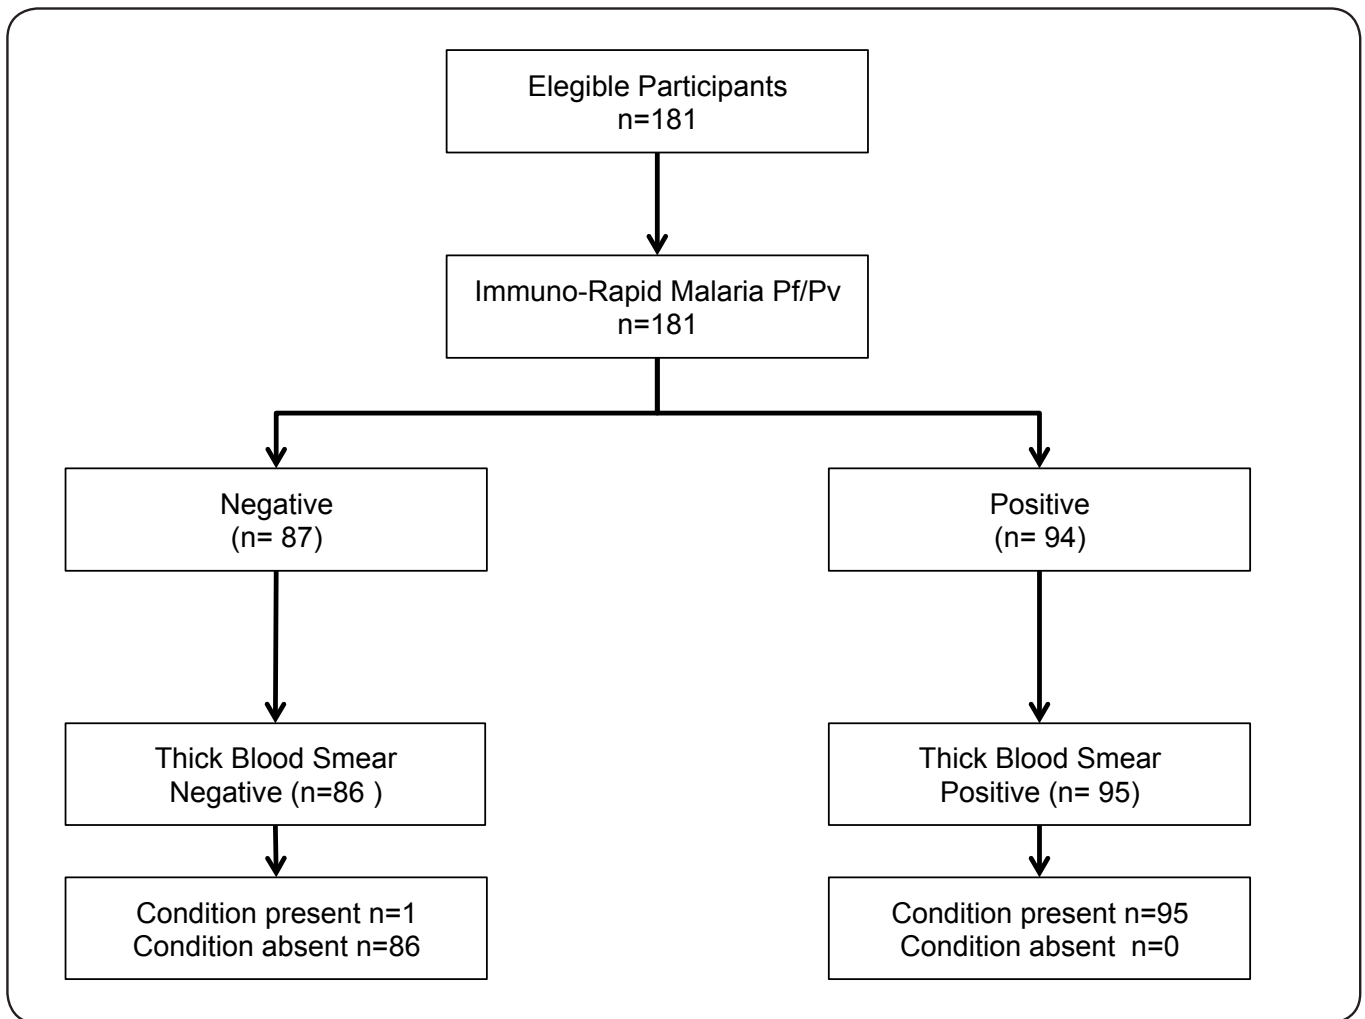 Elegible Participants
n=181
Immuno-Rapid Malaria Pf/Pv
n=181
Negative
(n= 87)
Positive
(n= 94)
Thick Blood Smear
Negative (n=86 )
Thick Blood Smear
Positive (n= 95)
Condition present n=1
Condition absent n=86
Condition present n=95
Condition absent  n=0